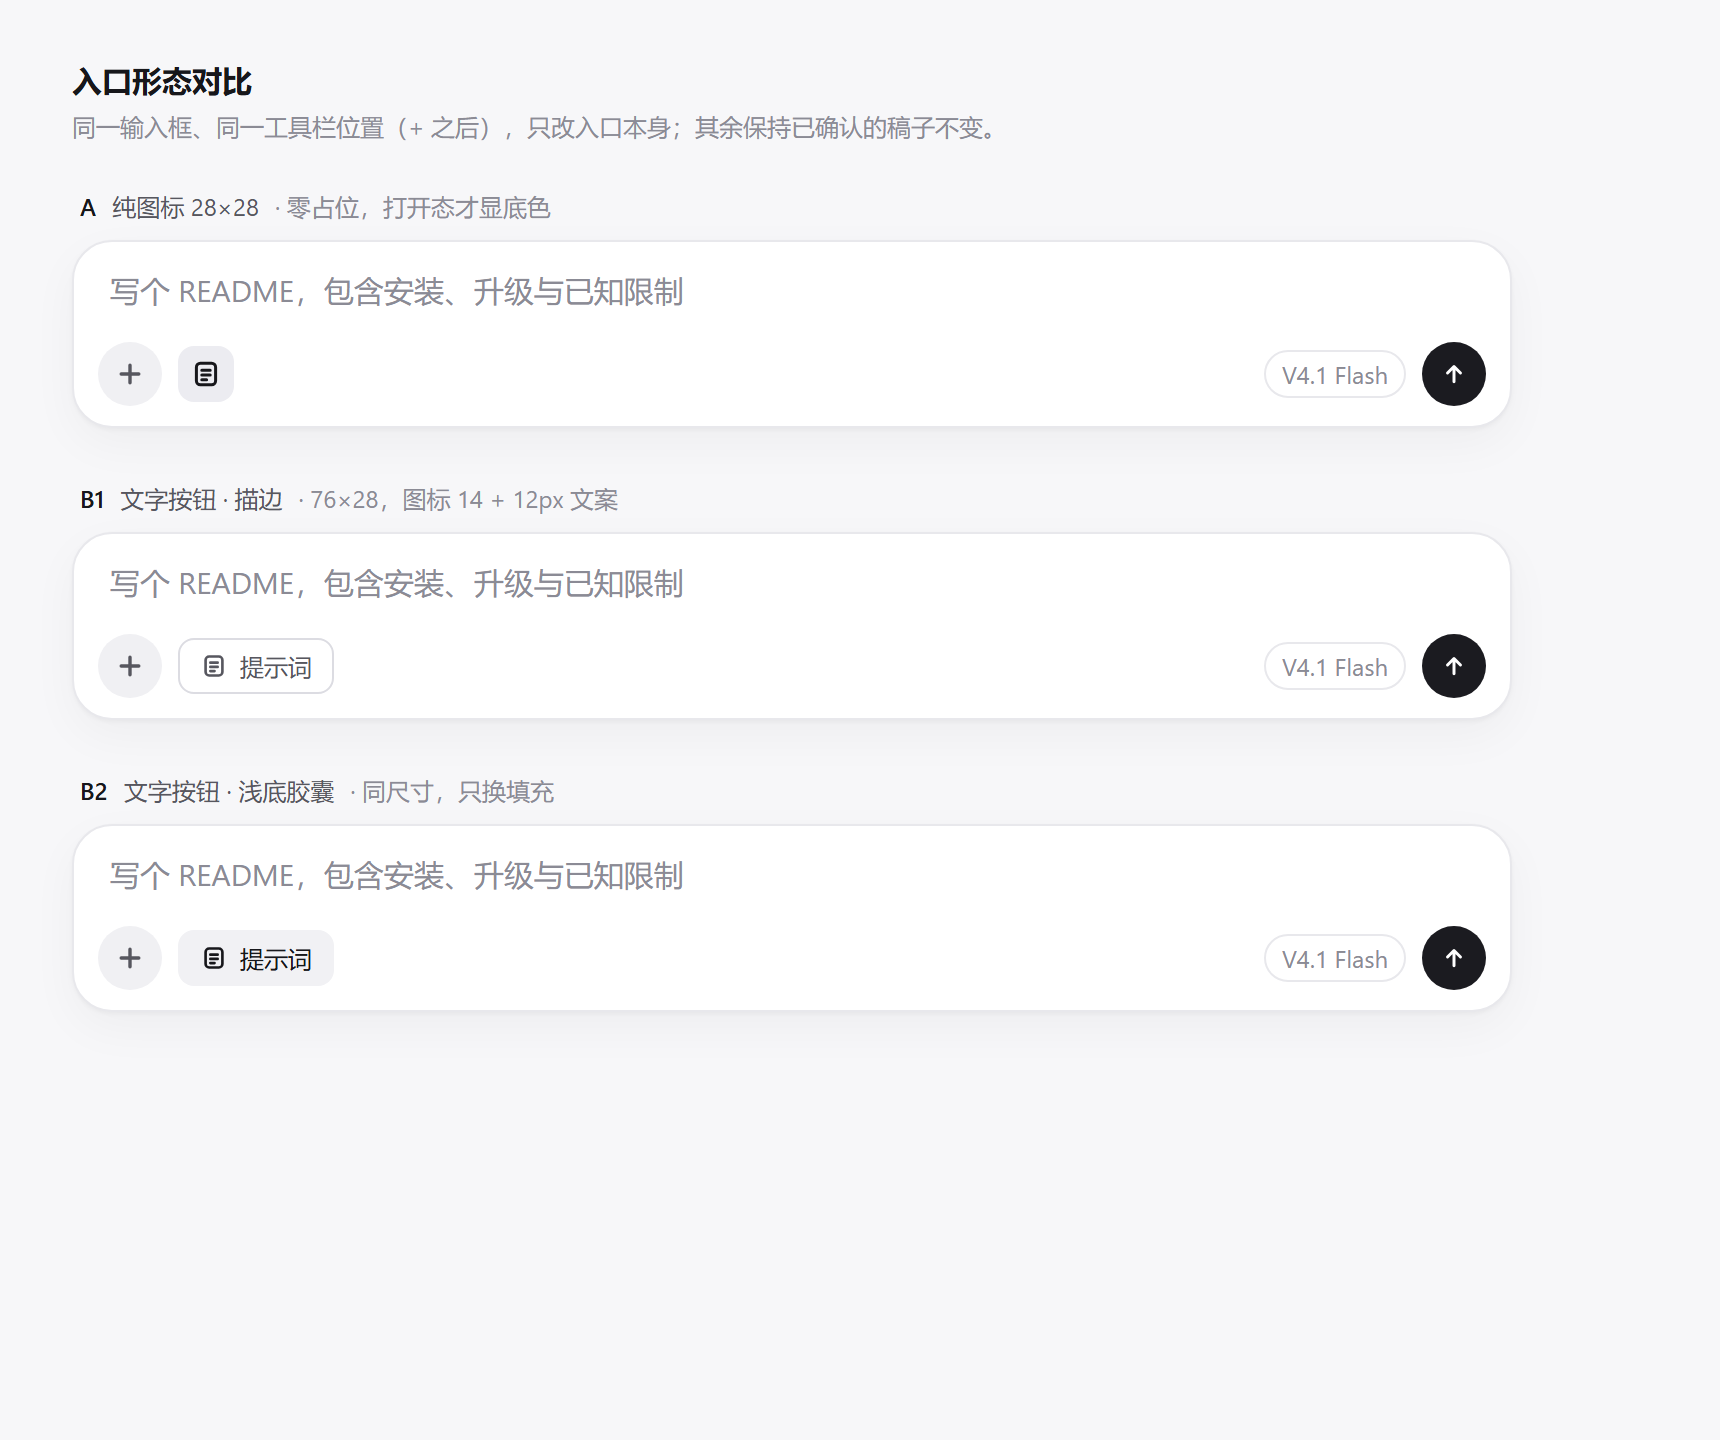 入口形态对比
同一输入框、同一工具栏位置（+ 之后），只改入口本身；其余保持已确认的稿子不变。
A 纯图标 28×28 · 零占位，打开态才显底色
写个 README，包含安装、升级与已知限制
V4.1 Flash
B1 文字按钮 · 描边 · 76×28，图标 14 + 12px 文案
写个 README，包含安装、升级与已知限制
提示词 V4.1 Flash
B2 文字按钮 · 浅底胶囊 · 同尺寸，只换填充
写个 README，包含安装、升级与已知限制
提示词 V4.1 Flash